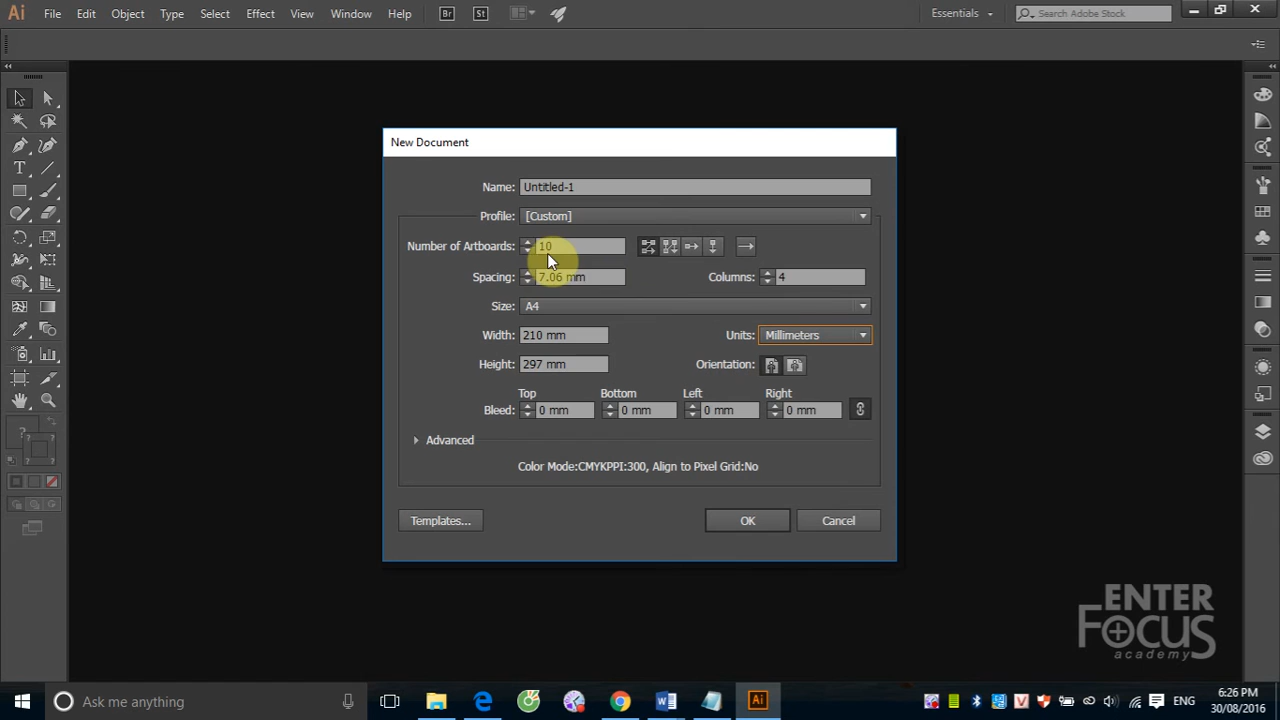 Ai File Edit Object Type Select Effect View Window Help Br St Essentials Search Adobe Stock
New Document
Name: Untitled-1
Profile: [Custom]
Number of Artboards: 10
Spacing: 7.06 mm Columns: 4
Size: A4
Width: 210 mm Units: Millimeters
Height: 297 mm Orientation:
Top Bottom Left Right
Bleed: 0 mm 0 mm 0 mm 0 mm
Advanced
Color Mode:CMYKPPI:300, Align to Pixel Grid:No
Templates... OK Cancel
ENTER
FOCUS
academy
Ask me anything Ai ENG 6:26 PM
30/08/2016